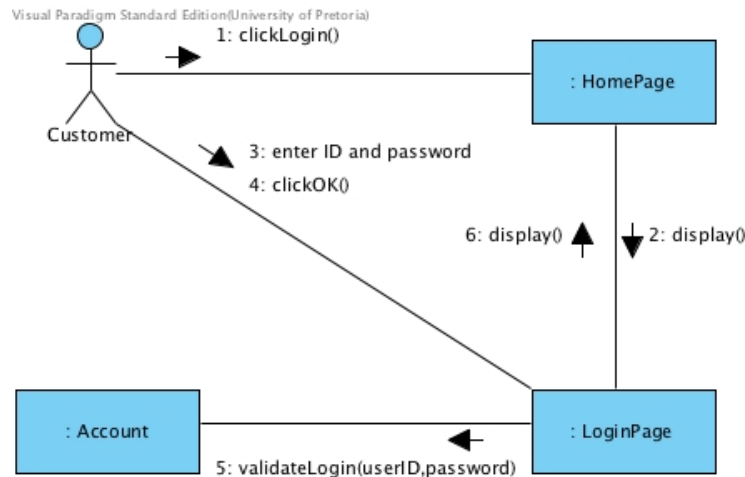 Visual Paradigm Standard Edition(University of Pretoria)
1: clickLogin()
: HomePage
Customer
3: enter ID and password
4: clickOK()
6: display()
2: display()
: Account
: LoginPage
5: validateLogin(userID,password)